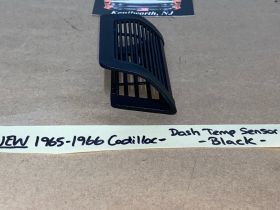 Kenilworth, NJ
NEW 1965-1966 Cadillac- Dash Temp Sensor
- Black -